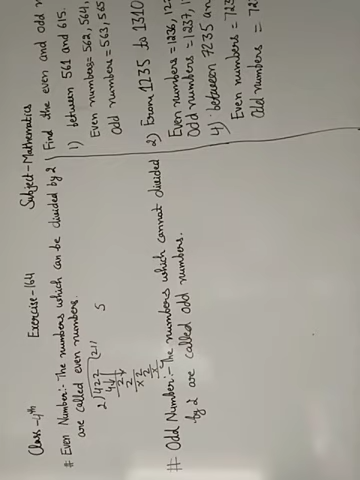 Class - 4th Exercise - 164 Subject - Mathematics
# Even Number:- The numbers which can be divided by 2
are called even numbers.
2)422(211
4↓
2
2
x2
2
x
5
# Odd Number:- The numbers which cannot divided
by 2 are called odd numbers.
Find the even and odd n
1) between 561 and 615.
Even numbers = 562, 564,
Odd numbers = 563, 565
2) From 1235 to 1310
Even numbers = 1236, 12
Odd numbers = 1237, 1
4) between 7235 an
Even numbers = 723
Odd numbers = 72